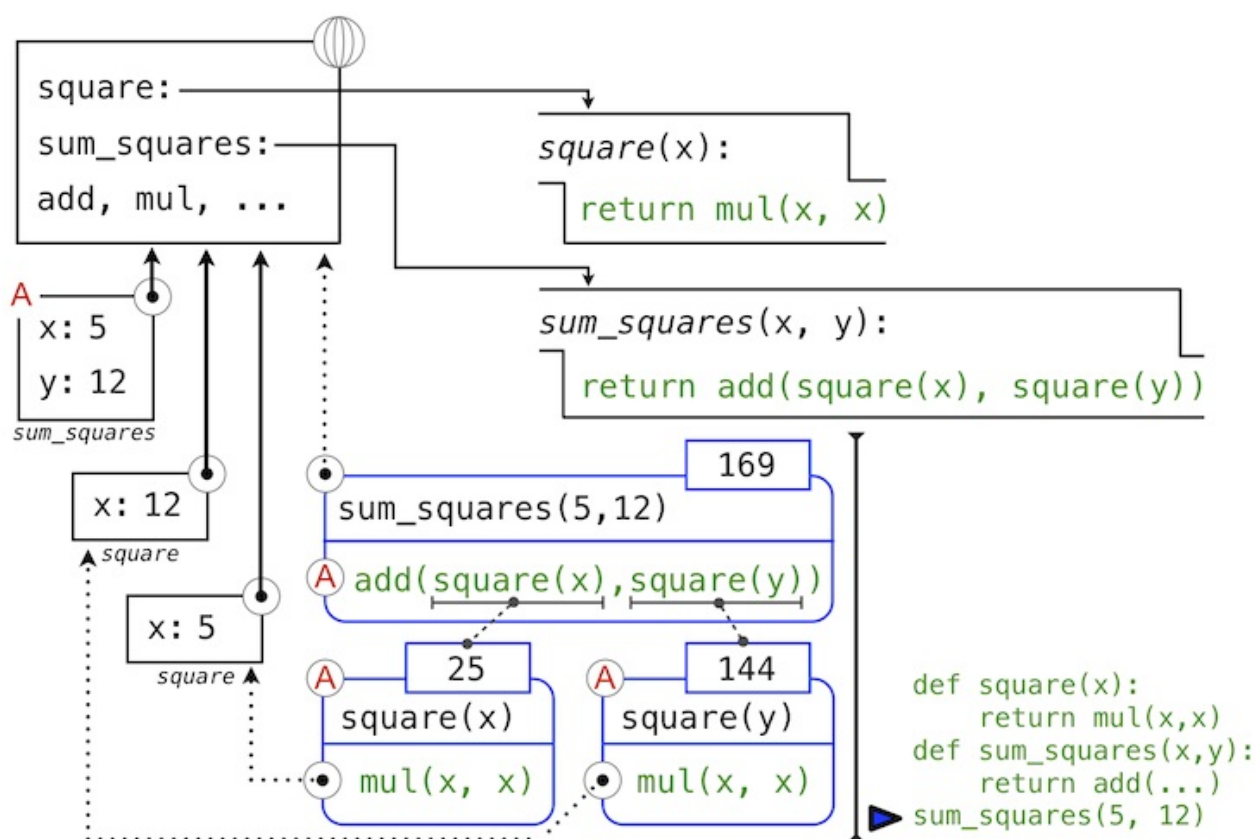 square:
sum_squares:
add, mul, ...
square(x):
return mul(x, x)
sum_squares(x, y):
return add(square(x), square(y))
A
x: 5
y: 12
sum_squares
x: 12
square
x: 5
square
169
sum_squares(5,12)
A
add(square(x),square(y))
25
A
square(x)
mul(x, x)
144
A
square(y)
mul(x, x)
def square(x):
    return mul(x,x)
def sum_squares(x,y):
    return add(...)
sum_squares(5, 12)